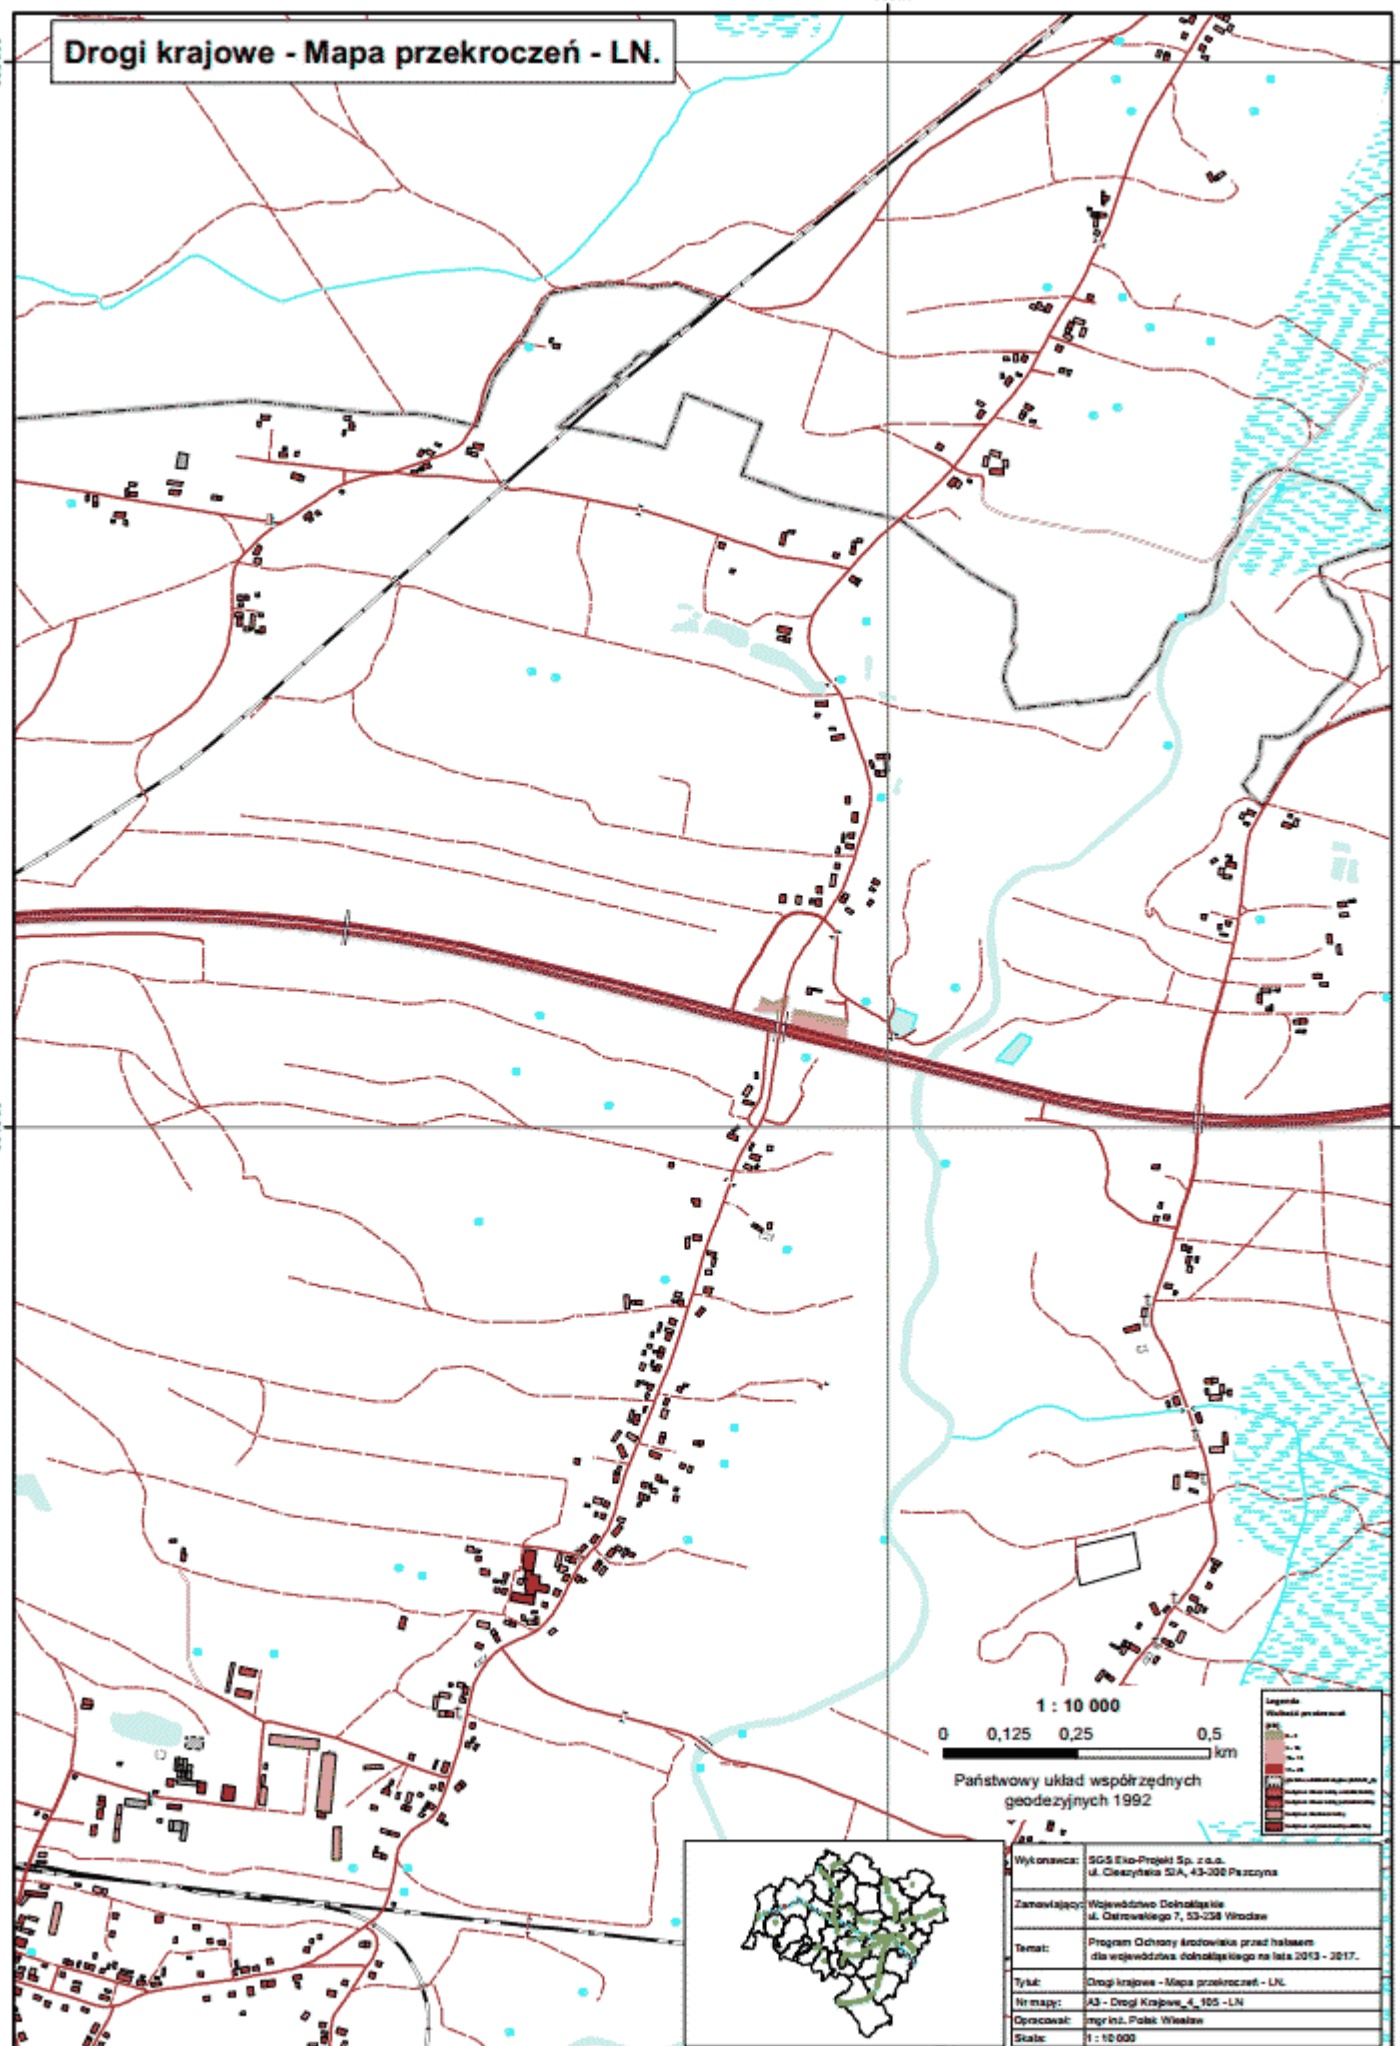 Drogi krajowe - Mapa przekroczeń - LN.
1 : 10 000
0 0,125 0,25 0,5
km
Państwowy układ współrzędnych
geodezyjnych 1992
Legenda
Wykonawca: SGS Eko-Projekt Sp. z o.o.
ul. Cieszyńska 52A, 43-200 Pszczyna
Zamawiający: Województwo Dolnośląskie
ul. Ostrowskiego 7, 53-238 Wrocław
Temat: Program Ochrony środowiska przed hałasem
dla województwa dolnośląskiego na lata 2013 - 2017.
Tytuł: Drogi krajowe - Mapa przekroczeń - LN.
Nr mapy: A3 - Drogi Krajowe_4_105 - LN
Opracował: mgr inż. Polak Wiesław
Skala: 1 : 10 000